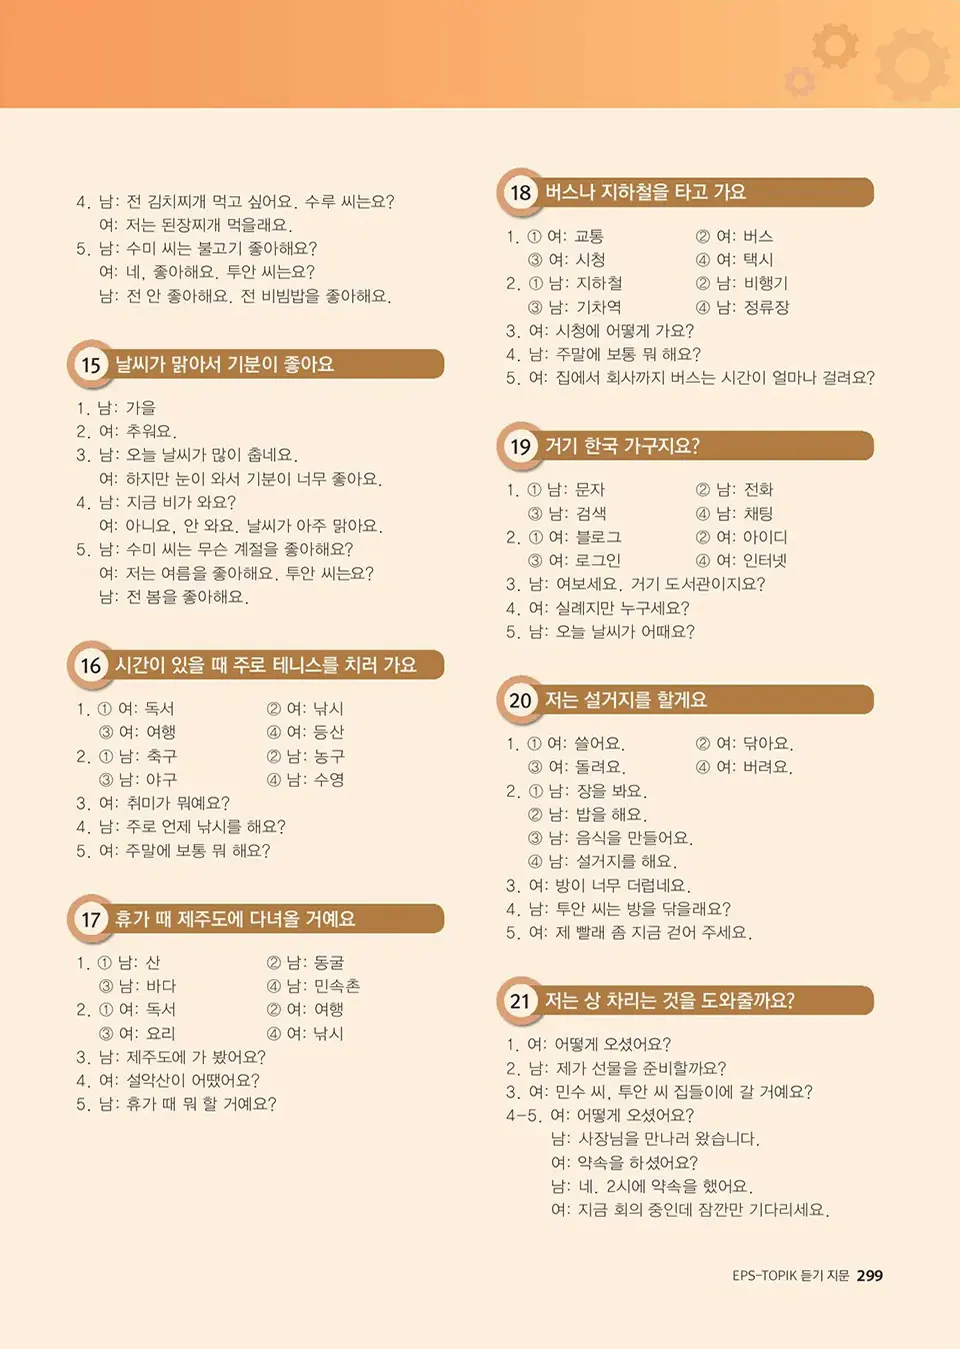 4. 남: 전 김치찌개 먹고 싶어요. 수루 씨는요?
여: 저는 된장찌개 먹을래요.
5. 남: 수미 씨는 불고기 좋아해요?
여: 네, 좋아해요. 투안 씨는요?
남: 전 안 좋아해요. 전 비빔밥을 좋아해요.
15 날씨가 맑아서 기분이 좋아요
1. 남: 가을
2. 여: 추워요.
3. 남: 오늘 날씨가 많이 춥네요.
여: 하지만 눈이 와서 기분이 너무 좋아요.
4. 남: 지금 비가 와요?
여: 아니요, 안 와요. 날씨가 아주 맑아요.
5. 남: 수미 씨는 무슨 계절을 좋아해요?
여: 저는 여름을 좋아해요. 투안 씨는요?
남: 전 봄을 좋아해요.
16 시간이 있을 때 주로 테니스를 치러 가요
1. ① 여: 독서 ② 여: 낚시
③ 여: 여행 ④ 여: 등산
2. ① 남: 축구 ② 남: 농구
③ 남: 야구 ④ 남: 수영
3. 여: 취미가 뭐예요?
4. 남: 주로 언제 낚시를 해요?
5. 여: 주말에 보통 뭐 해요?
17 휴가 때 제주도에 다녀올 거예요
1. ① 남: 산 ② 남: 동굴
③ 남: 바다 ④ 남: 민속촌
2. ① 여: 독서 ② 여: 여행
③ 여: 요리 ④ 여: 낚시
3. 남: 제주도에 가 봤어요?
4. 여: 설악산이 어땠어요?
5. 남: 휴가 때 뭐 할 거예요?
18 버스나 지하철을 타고 가요
1. ① 여: 교통 ② 여: 버스
③ 여: 시청 ④ 여: 택시
2. ① 남: 지하철 ② 남: 비행기
③ 남: 기차역 ④ 남: 정류장
3. 여: 시청에 어떻게 가요?
4. 남: 주말에 보통 뭐 해요?
5. 여: 집에서 회사까지 버스는 시간이 얼마나 걸려요?
19 거기 한국 가구지요?
1. ① 남: 문자 ② 남: 전화
③ 남: 검색 ④ 남: 채팅
2. ① 여: 블로그 ② 여: 아이디
③ 여: 로그인 ④ 여: 인터넷
3. 남: 여보세요. 거기 도서관이지요?
4. 여: 실례지만 누구세요?
5. 남: 오늘 날씨가 어때요?
20 저는 설거지를 할게요
1. ① 여: 쓸어요. ② 여: 닦아요.
③ 여: 돌려요. ④ 여: 버려요.
2. ① 남: 장을 봐요.
② 남: 밥을 해요.
③ 남: 음식을 만들어요.
④ 남: 설거지를 해요.
3. 여: 방이 너무 더럽네요.
4. 남: 투안 씨는 방을 닦을래요?
5. 여: 제 빨래 좀 지금 걷어 주세요.
21 저는 상 차리는 것을 도와줄까요?
1. 여: 어떻게 오셨어요?
2. 남: 제가 선물을 준비할까요?
3. 여: 민수 씨, 투안 씨 집들이에 갈 거예요?
4-5. 여: 어떻게 오셨어요?
남: 사장님을 만나러 왔습니다.
여: 약속을 하셨어요?
남: 네. 2시에 약속을 했어요.
여: 지금 회의 중인데 잠깐만 기다리세요.
EPS-TOPIK 듣기 지문 299